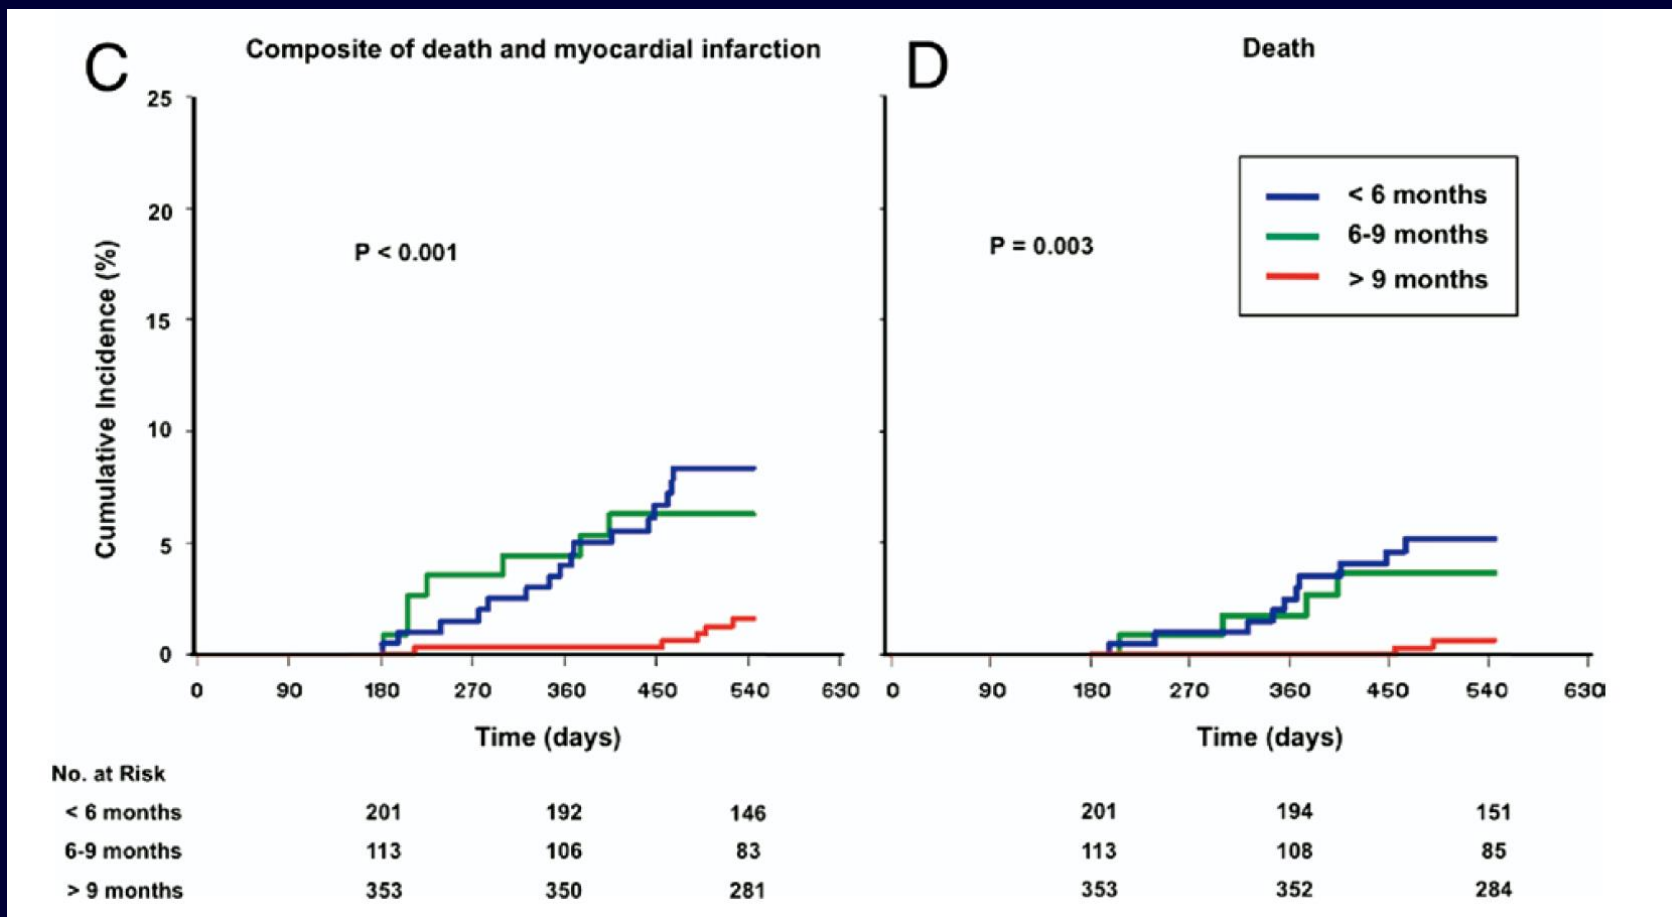 C
Composite of death and myocardial infarction
25
20
15
10
5
0
Cumulative Incidence (%)
P < 0.001
0 90 180 270 360 450 540 630
Time (days)
D
Death
P = 0.003
< 6 months
6-9 months
> 9 months
0 90 180 270 360 450 540 630
Time (days)
No. at Risk
< 6 months 201 192 146 201 194 151
6-9 months 113 106 83 113 108 85
> 9 months 353 350 281 353 352 284